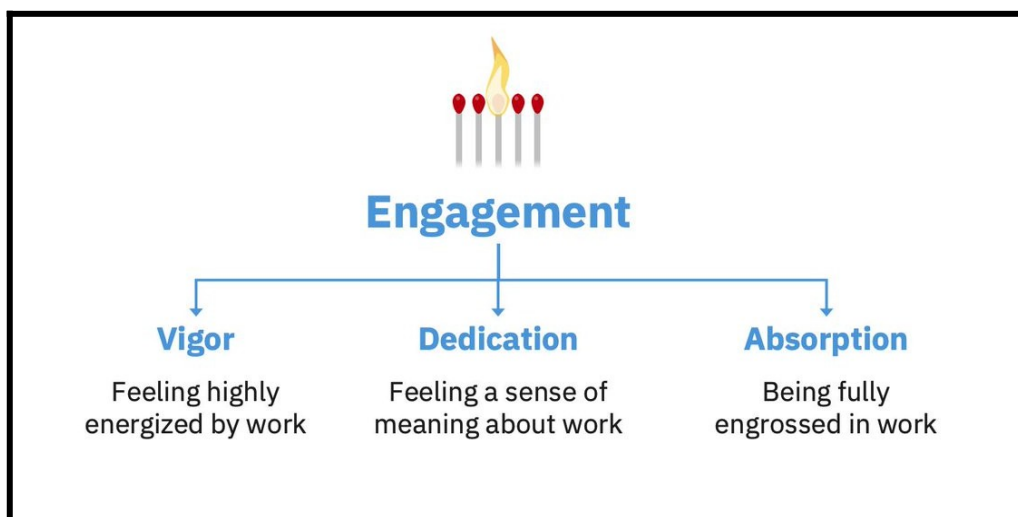 Engagement
Vigor
Feeling highly
energized by work
Dedication
Feeling a sense of
meaning about work
Absorption
Being fully
engrossed in work